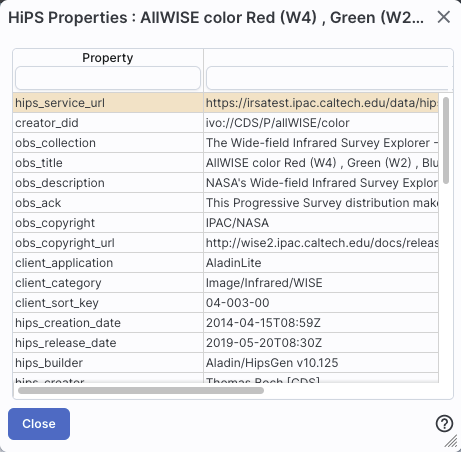 HiPS Properties : AllWISE color Red (W4) , Green (W2...
Property
hips_service_url https://irsatest.ipac.caltech.edu/data/hips
creator_did ivo://CDS/P/allWISE/color
obs_collection The Wide-field Infrared Survey Explorer -
obs_title AllWISE color Red (W4) , Green (W2) , Blu
obs_description NASA's Wide-field Infrared Survey Explor
obs_ack This Progressive Survey distribution make
obs_copyright IPAC/NASA
obs_copyright_url http://wise2.ipac.caltech.edu/docs/releas
client_application AladinLite
client_category Image/Infrared/WISE
client_sort_key 04-003-00
hips_creation_date 2014-04-15T08:59Z
hips_release_date 2019-05-20T08:30Z
hips_builder Aladin/HipsGen v10.125
hips_creator Thomas Boch [CDS]
Close